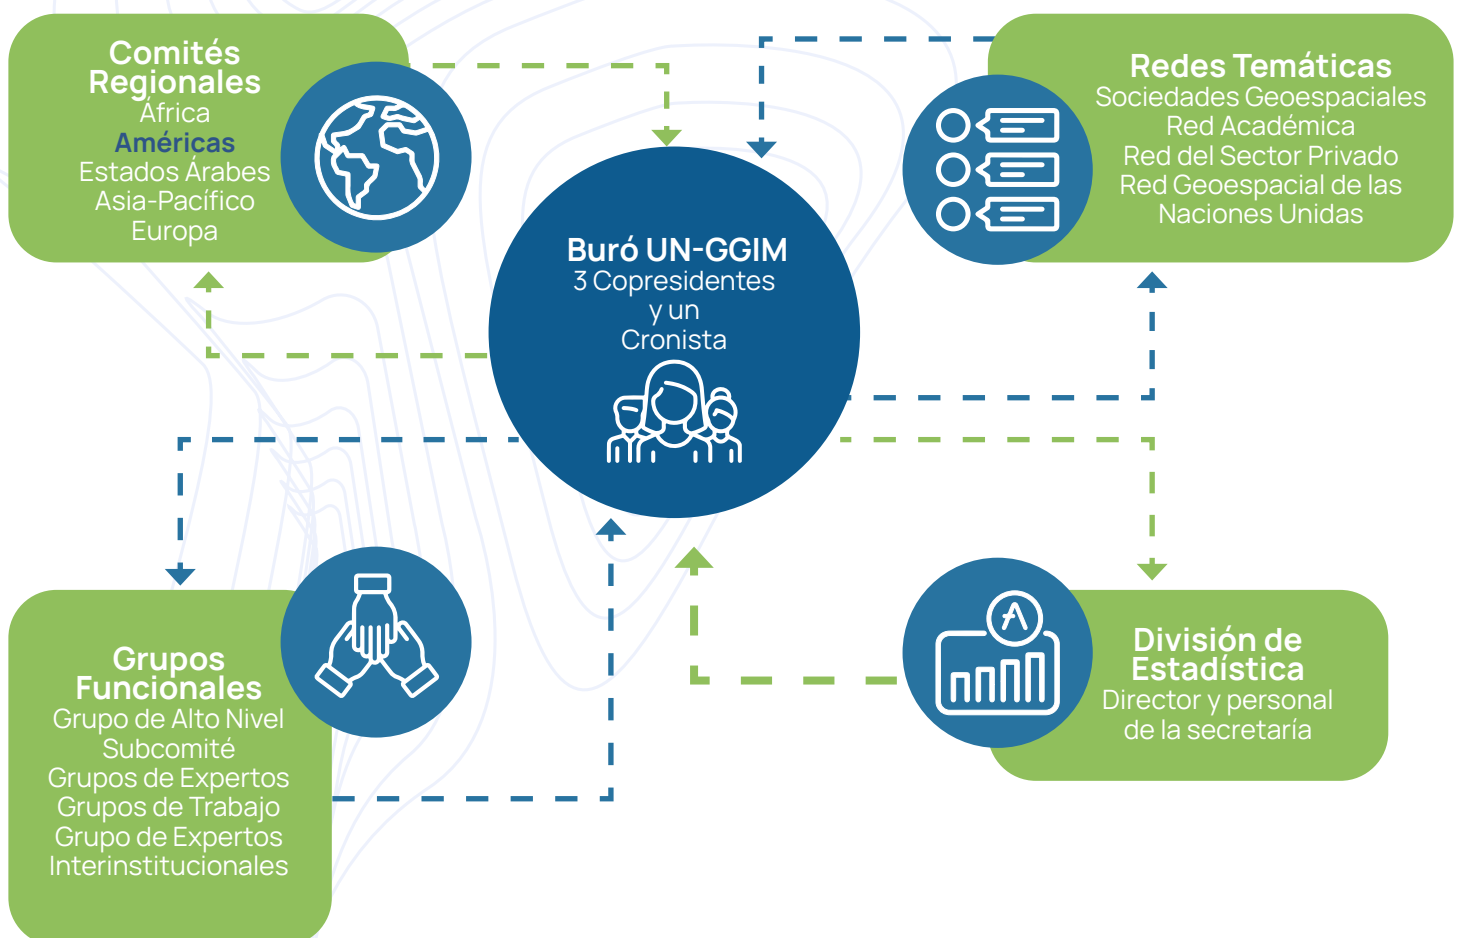 Comités
Regionales
África
Américas
Estados Árabes
Asia-Pacífico
Europa
Redes Temáticas
Sociedades Geoespaciales
Red Académica
Red del Sector Privado
Red Geoespacial de las
Naciones Unidas
Buró UN-GGIM
3 Copresidentes
y un
Cronista
Grupos
Funcionales
Grupo de Alto Nivel
Subcomité
Grupos de Expertos
Grupos de Trabajo
Grupo de Expertos
Interinstitucionales
División de
Estadística
Director y personal
de la secretaría